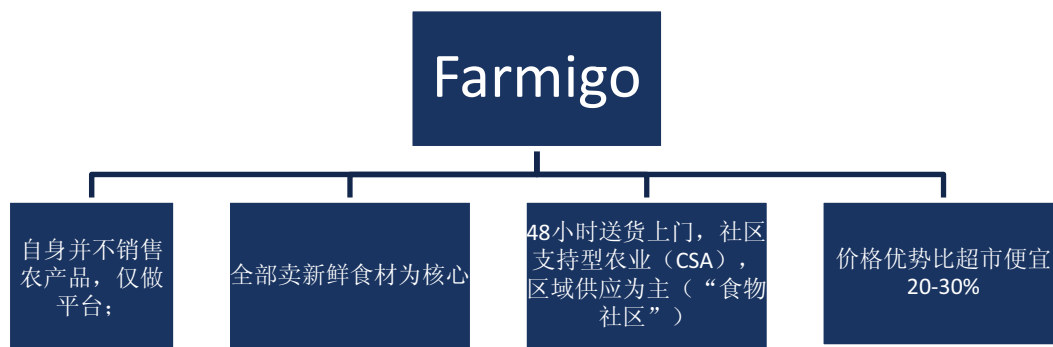 Farmigo
自身并不销售
农产品，仅做
平台；
全部卖新鲜食材为核心
48小时送货上门，社区
支持型农业（CSA），
区域供应为主（“食物
社区”）
价格优势比超市便宜
20-30%